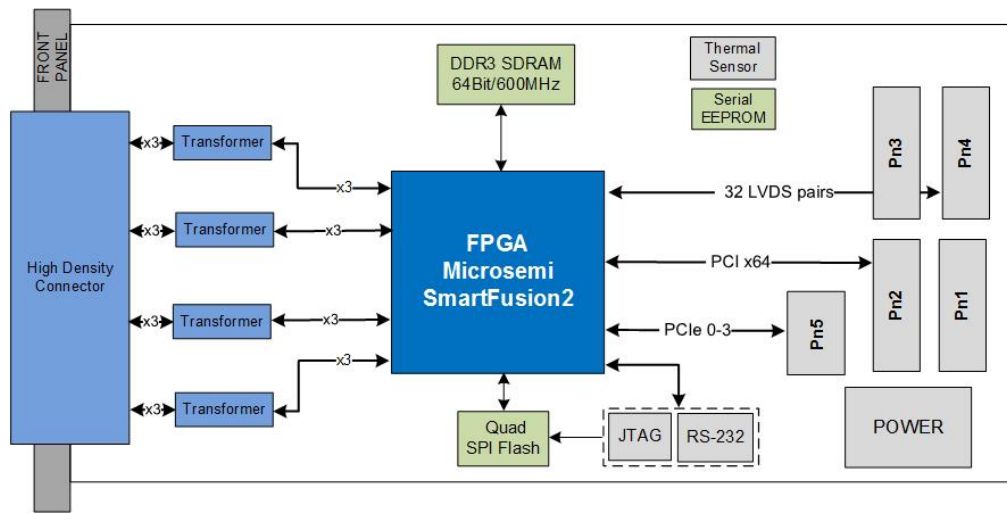 FRONT
PANEL
DDR3 SDRAM
64Bit/600MHz
Thermal
Sensor
Serial
EEPROM
High Density
Connector
x3
Transformer
x3
x3
Transformer
x3
x3
Transformer
x3
x3
Transformer
x3
FPGA
Microsemi
SmartFusion2
32 LVDS pairs
Pn3
Pn4
PCI x64
Pn2
Pn1
PCIe 0-3
Pn5
Quad
SPI Flash
JTAG
RS-232
POWER